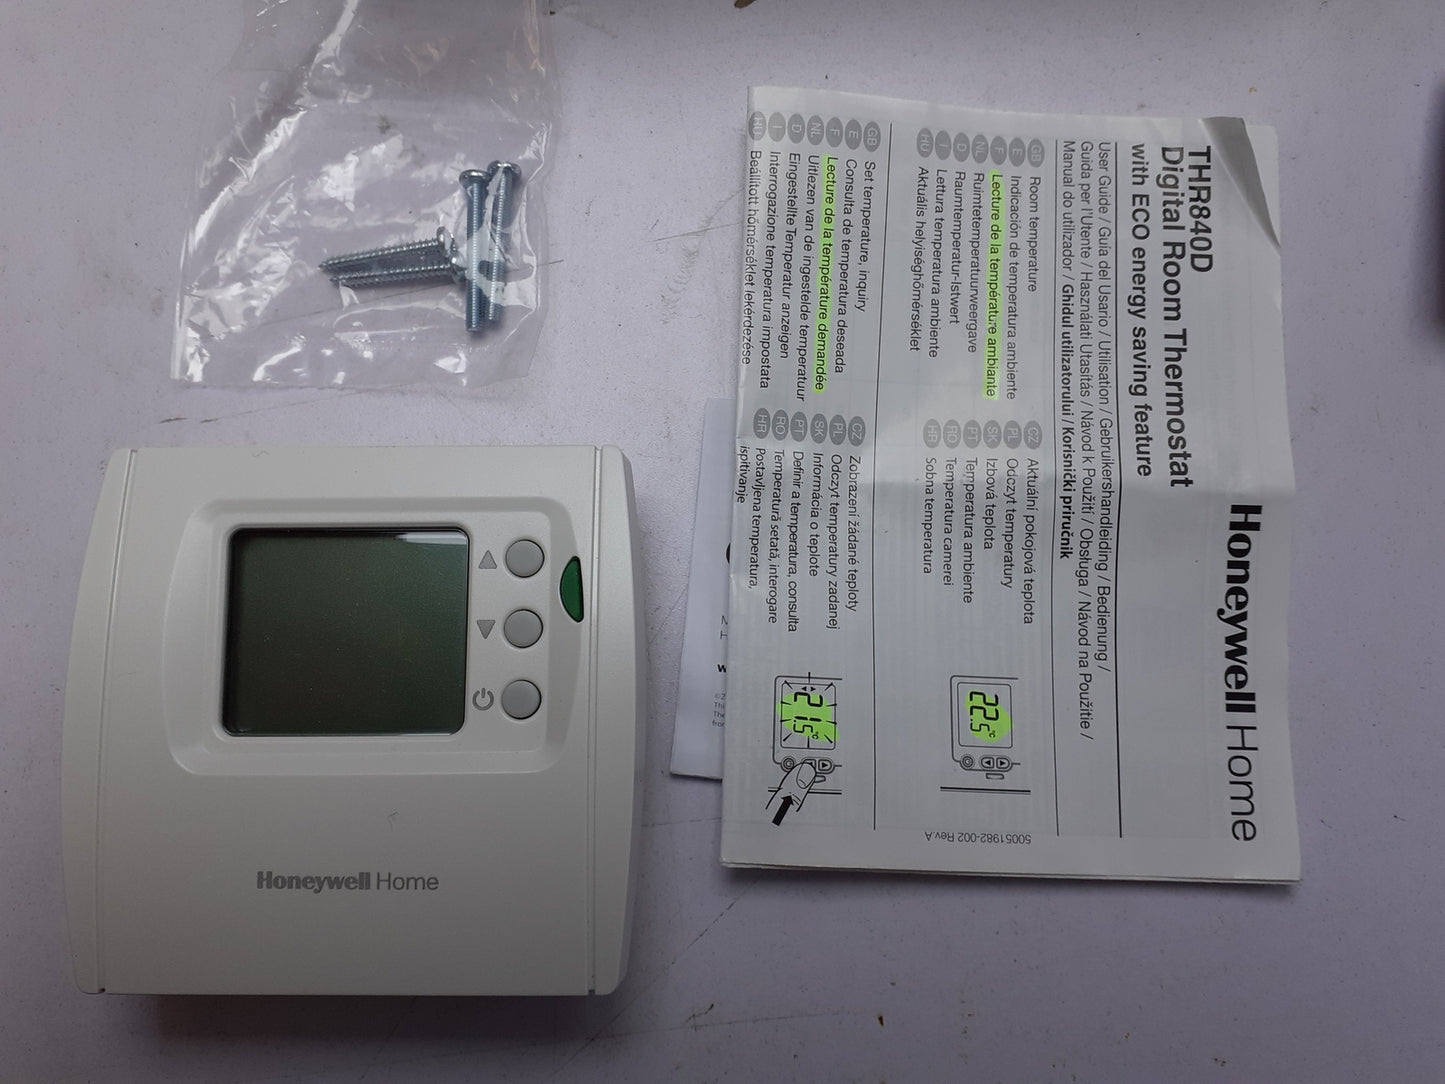 Honeywell Home
THR840D
Digital Room Thermostat
with ECO energy saving feature
User Guide / Guía del Usario / Utilisation / Gebruikershandleiding / Bedienung /
Guida per l'Utente / Használati Utasítás / Návod k Použití / Obsługa / Návod na Použitie /
Manual do utilizador / Ghidul utilizatorului / Korisnički priručnik
GB Room temperature
E Indicación de temperatura ambiente
F Lecture de la température ambiante
NL Ruimtetemperatuurweergave
D Raumtemperatur-Istwert
I Lettura temperatura ambiente
HU Aktuális helyiséghőmérséklet
CZ Aktuální pokojová teplota
PL Odczyt temperatury
SK Izbová teplota
PT Temperatura ambiente
RO Temperatura camerei
HR Sobna temperatura
22.5 °C
GB Set temperature, inquiry
E Consulta de temperatura deseada
F Lecture de la température demandée
NL Uitlezen van de ingestelde temperatuur
D Eingestellte Temperatur anzeigen
I Interrogazione temperatura impostata
HU Beállított hőmérséklet lekérdezése
CZ Zobrazení žádané teploty
PL Odczyt temperatury zadanej
SK Informácia o teplote
PT Definir a temperatura, consulta
RO Temperatură setată, interogare
HR Postavljena temperatura,
ispitivanje
21.5 °C
50051982-002 Rev.A
Honeywell Home